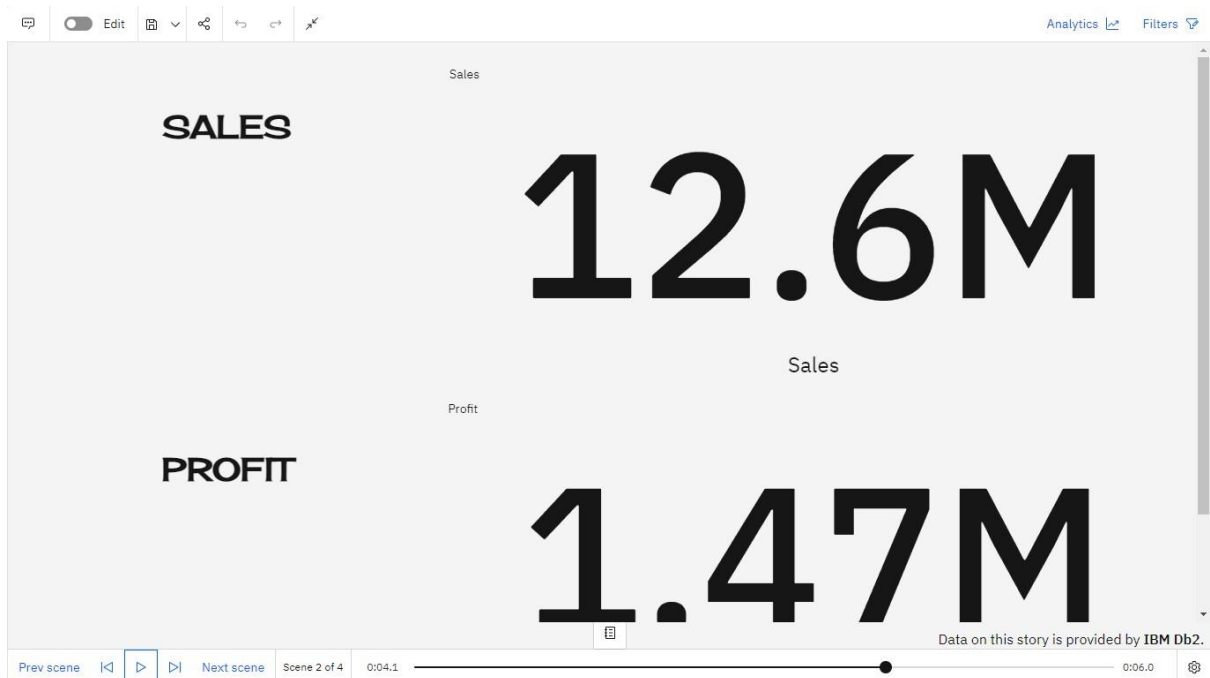 Edit
Analytics
Filters
Sales
SALES
12.6M
Sales
Profit
PROFIT
1.47M
Data on this story is provided by IBM Db2.
Prev scene Next scene Scene 2 of 4 0:04.1 0:06.0